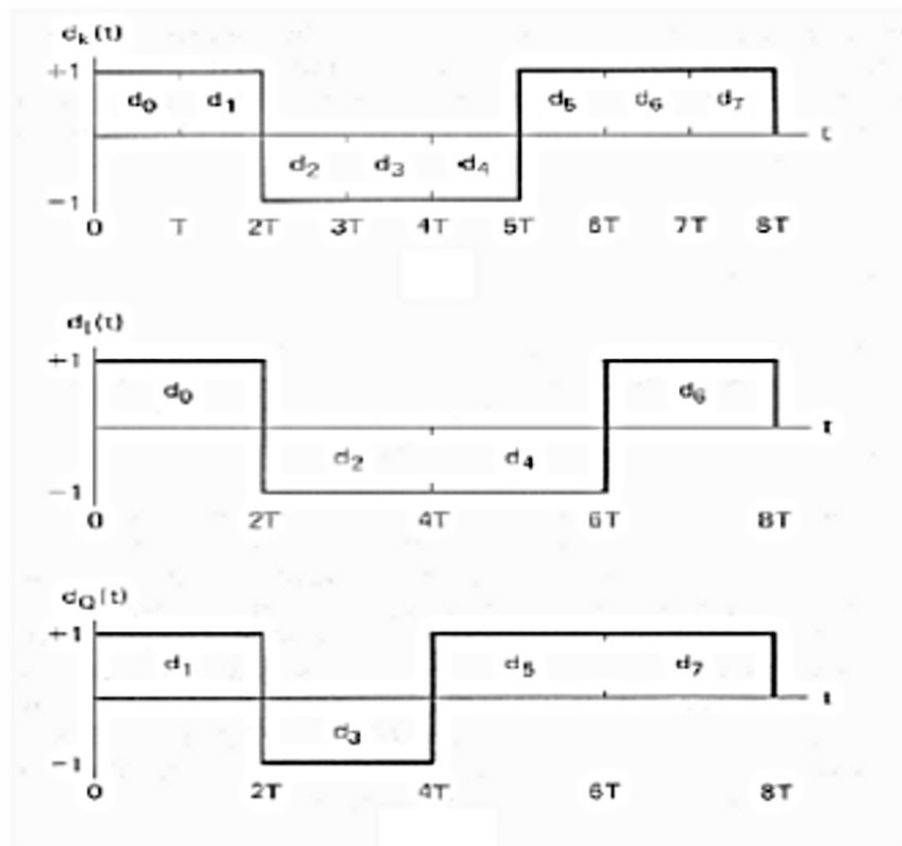 dₖ(t)
+1
d₀ d₁ d₅ d₆ d₇
t
d₂ d₃ d₄
−1
0 T 2T 3T 4T 5T 6T 7T 8T
d_I(t)
+1
d₀ d₆
t
d₂ d₄
−1
0 2T 4T 6T 8T
d_Q(t)
+1
d₁ d₅ d₇
t
d₃
−1
0 2T 4T 6T 8T